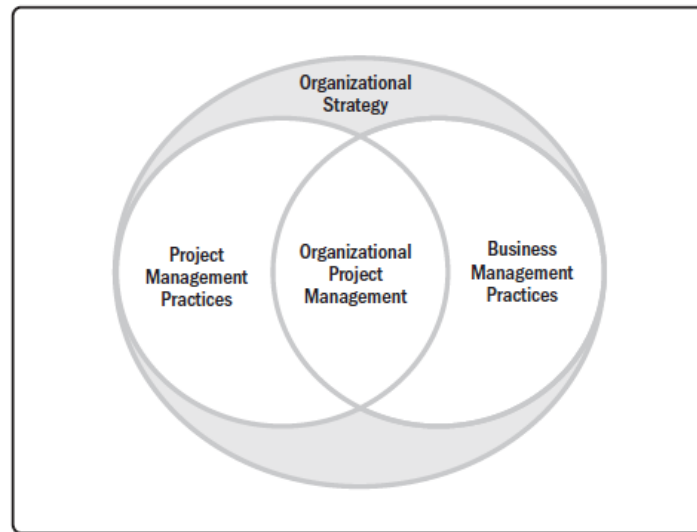 Organizational
Strategy
Project
Management
Practices
Organizational
Project
Management
Business
Management
Practices